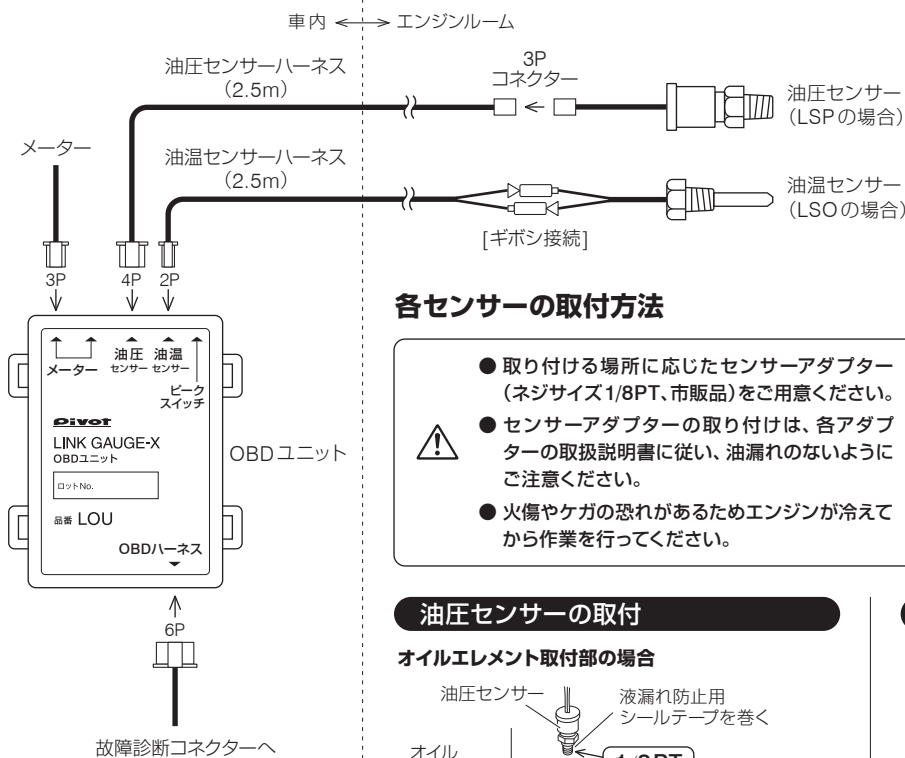 車内 ←→ エンジンルーム
油圧センサーハーネス
（2.5m）
3P
コネクター
油圧センサー
（LSPの場合）
メーター
油温センサーハーネス
（2.5m）
油温センサー
（LSOの場合）
[ギボシ接続]
3P
4P
2P
メーター
油圧
センサー
油温
センサー
ピーク
スイッチ
Pivot
LINK GAUGE-X
OBDユニット
ロットNo.
品番 LOU
OBDハーネス
OBDユニット
6P
故障診断コネクターへ
各センサーの取付方法
● 取り付ける場所に応じたセンサーアダプター
（ネジサイズ1/8PT、市販品）をご用意ください。
● センサーアダプターの取り付けは、各アダプ
ターの取扱説明書に従い、油漏れのないように
ご注意ください。
● 火傷やケガの恐れがあるためエンジンが冷えて
から作業を行ってください。
油圧センサーの取付
オイルエレメント取付部の場合
油圧センサー
液漏れ防止用
シールテープを巻く
オイル
1/8PT